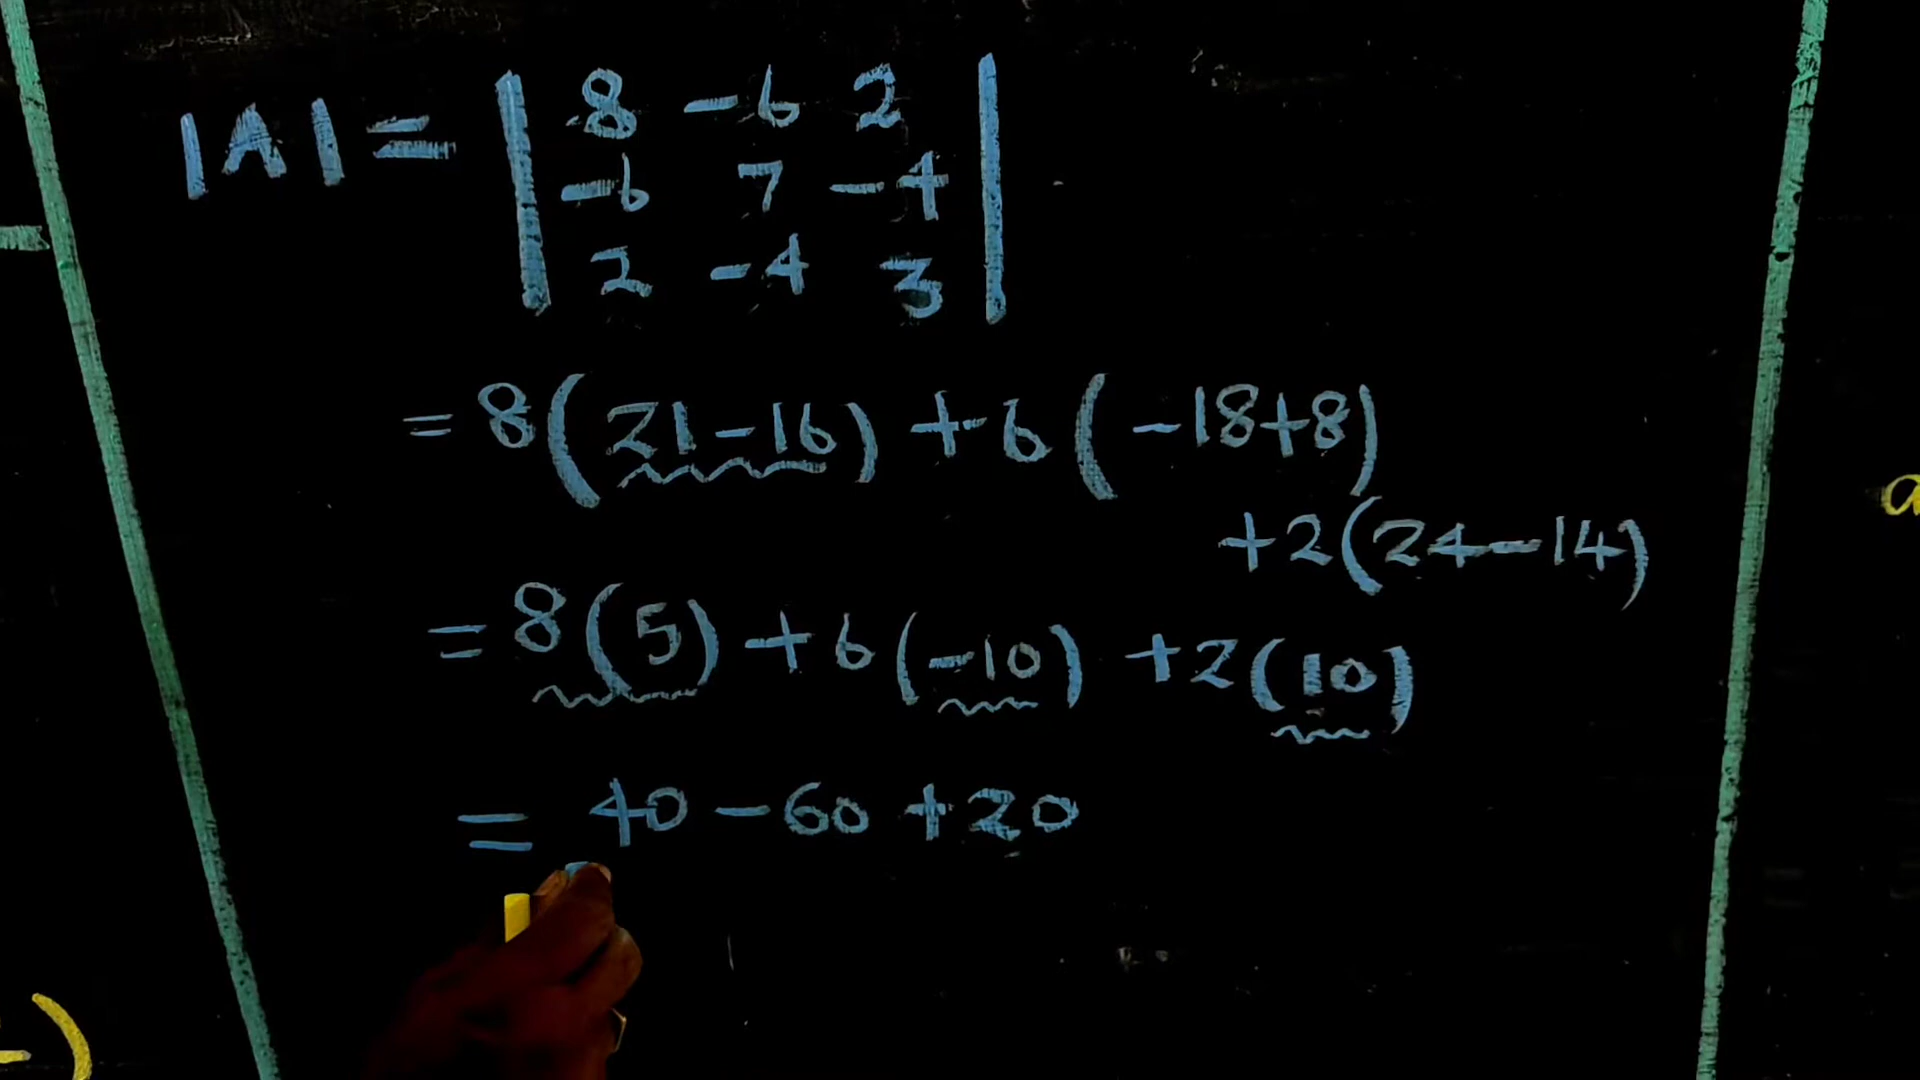 |A| = | 8 -6 2 |
-6 7 -4
2 -4 3
= 8(21-16) + 6(-18+8)
+2(24-14)
= 8(5) + 6(-10) + 2(10)
= 40 - 60 + 20
a
-)